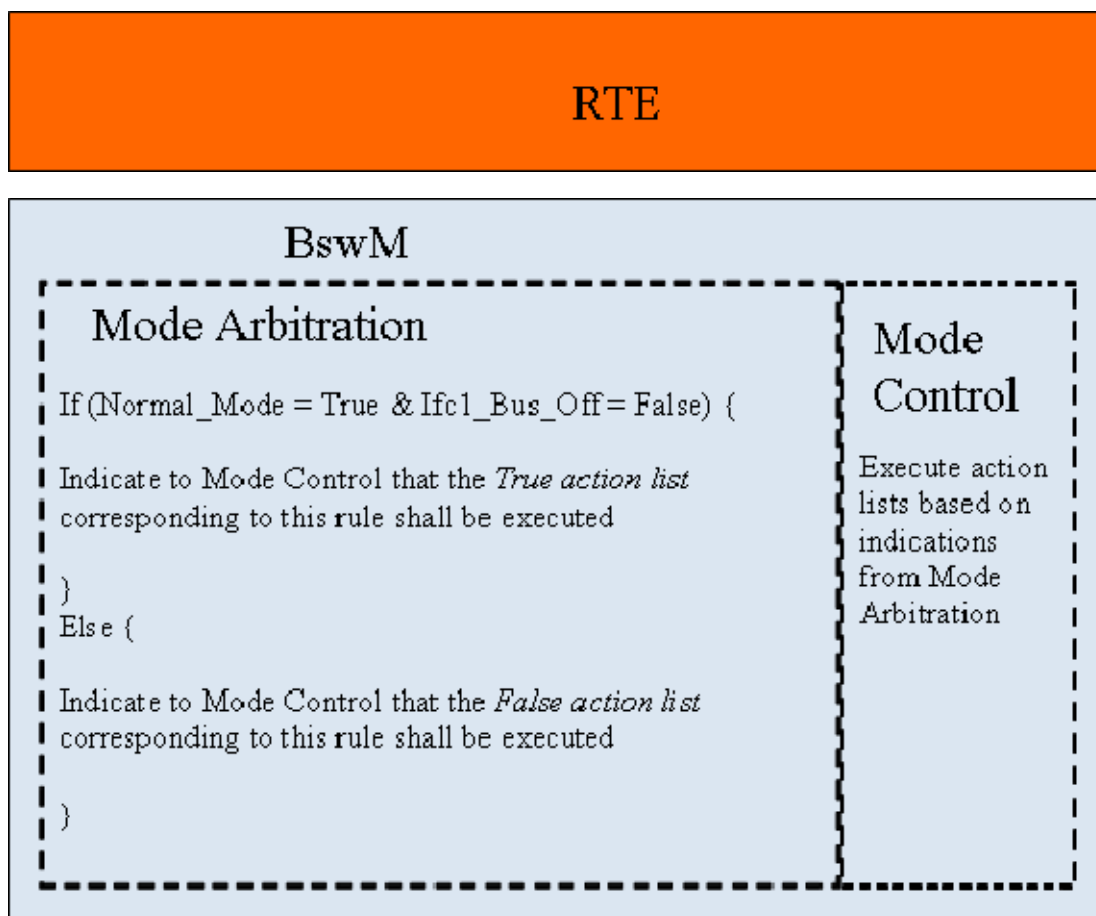 RTE
BswM
Mode Arbitration
If (Normal_Mode = True & Ifc1_Bus_Off = False) {
Indicate to Mode Control that the True action list
corresponding to this rule shall be executed
}
Else {
Indicate to Mode Control that the False action list
corresponding to this rule shall be executed
}
Mode
Control
Execute action
lists based on
indications
from Mode
Arbitration